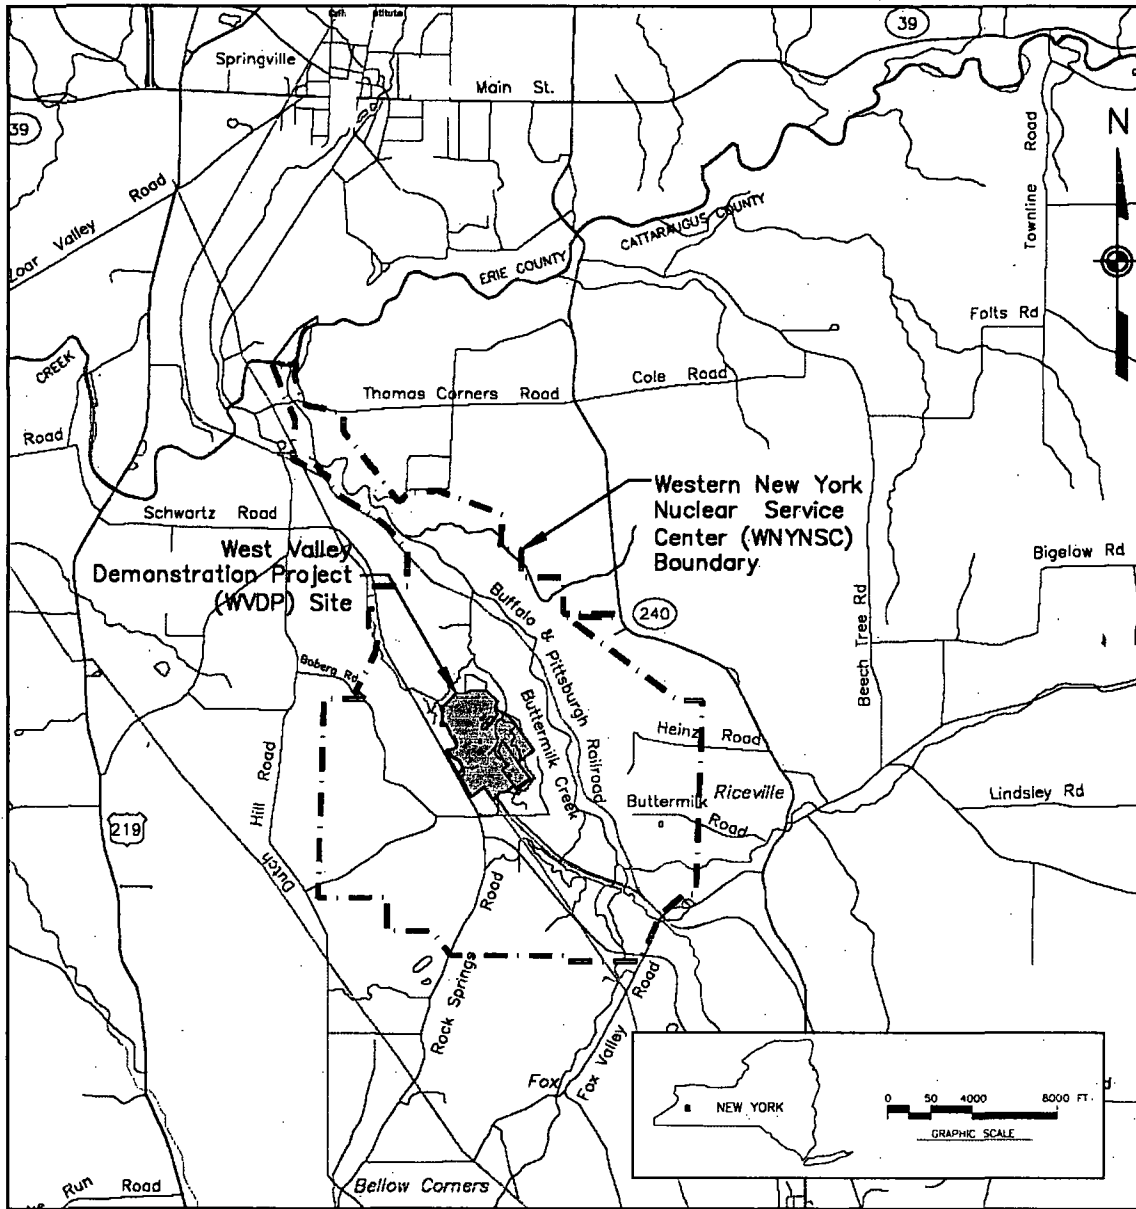 39
Springville
Main St.
39
N
Townline Road
Zoar Valley Road
CATTARAUGUS COUNTY
ERIE COUNTY
Folts Rd
CREEK
Cole Road
Thomas Corners Road
Road
Western New York
Nuclear Service
Center (WNYNSC)
Boundary
Schwartz Road
West Valley
Demonstration Project
(WVDP) Site
Bigelow Rd
Buffalo & Pittsburgh Railroad
240
Beech Tree Rd
Boberg Rd
Buttermilk Creek
Heinz Road
Hill Road
Buttermilk
Road
Riceville
Lindsley Rd
219
Dutch
Rock Springs Road
Fox Valley Road
Fox
NEW YORK
0 50 4000 8000 FT.
GRAPHIC SCALE
Run Road
Bellow Corners